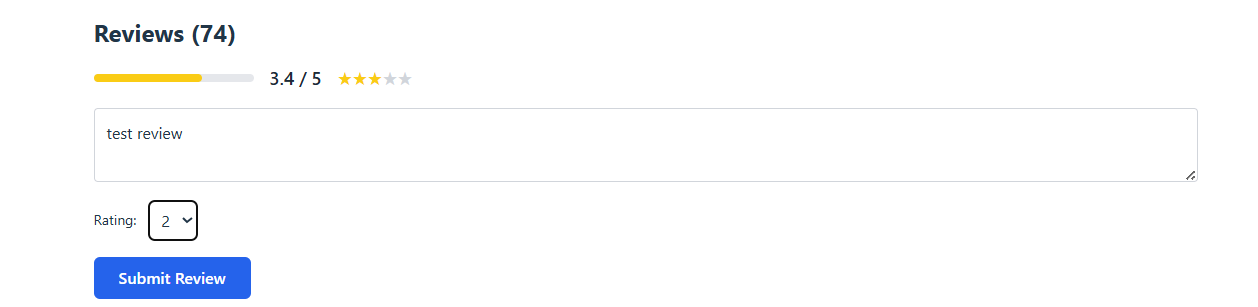 Reviews (74)
3.4 / 5 ★★★★★
test review
Rating: 2
Submit Review